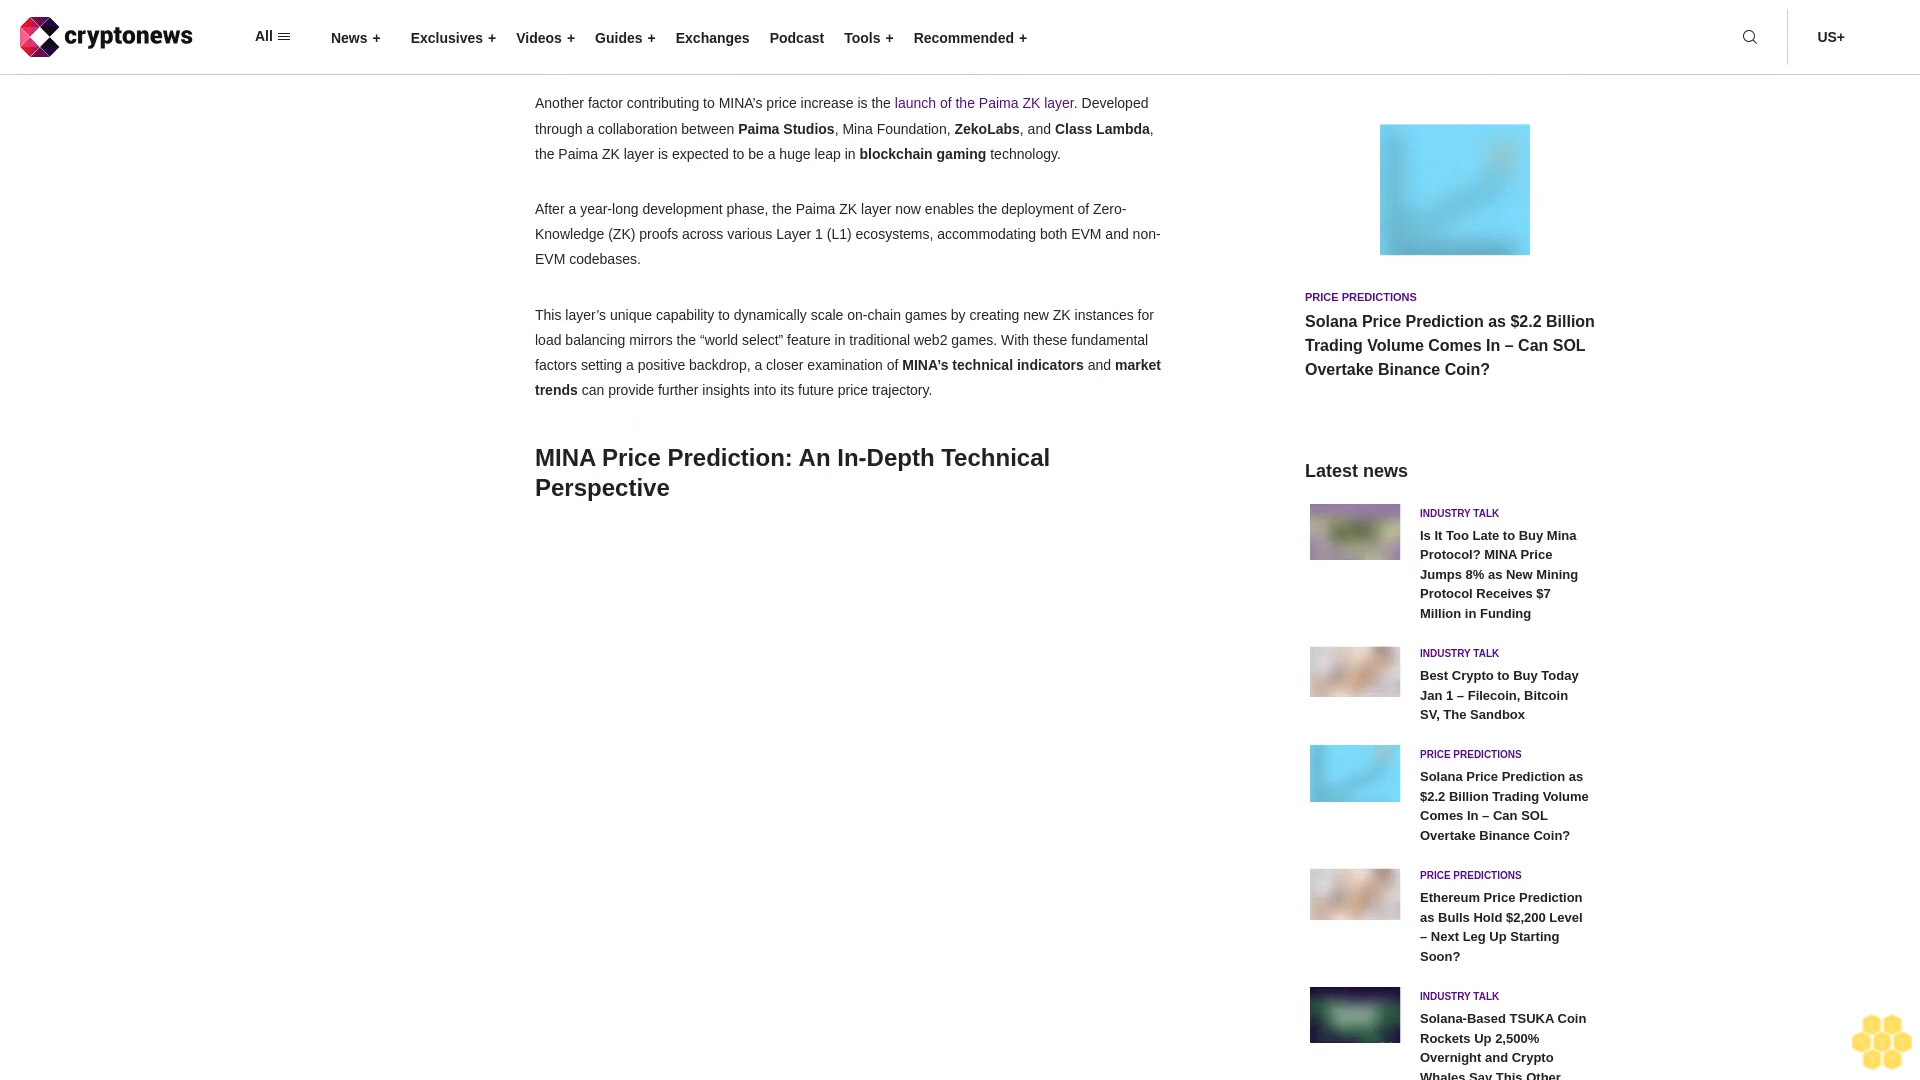 cryptonews
All
News +
Exclusives +
Videos +
Guides +
Exchanges
Podcast
Tools +
Recommended +
US+
Another factor contributing to MINA’s price increase is the launch of the Paima ZK layer. Developed
through a collaboration between Paima Studios, Mina Foundation, ZekoLabs, and Class Lambda,
the Paima ZK layer is expected to be a huge leap in blockchain gaming technology.
After a year-long development phase, the Paima ZK layer now enables the deployment of Zero-
Knowledge (ZK) proofs across various Layer 1 (L1) ecosystems, accommodating both EVM and non-
EVM codebases.
This layer’s unique capability to dynamically scale on-chain games by creating new ZK instances for
load balancing mirrors the “world select” feature in traditional web2 games. With these fundamental
factors setting a positive backdrop, a closer examination of MINA’s technical indicators and market
trends can provide further insights into its future price trajectory.
MINA Price Prediction: An In-Depth Technical
Perspective
PRICE PREDICTIONS
Solana Price Prediction as $2.2 Billion
Trading Volume Comes In – Can SOL
Overtake Binance Coin?
Latest news
INDUSTRY TALK
Is It Too Late to Buy Mina
Protocol? MINA Price
Jumps 8% as New Mining
Protocol Receives $7
Million in Funding
INDUSTRY TALK
Best Crypto to Buy Today
Jan 1 – Filecoin, Bitcoin
SV, The Sandbox
PRICE PREDICTIONS
Solana Price Prediction as
$2.2 Billion Trading Volume
Comes In – Can SOL
Overtake Binance Coin?
PRICE PREDICTIONS
Ethereum Price Prediction
as Bulls Hold $2,200 Level
– Next Leg Up Starting
Soon?
INDUSTRY TALK
Solana-Based TSUKA Coin
Rockets Up 2,500%
Overnight and Crypto
Whales Say This Other